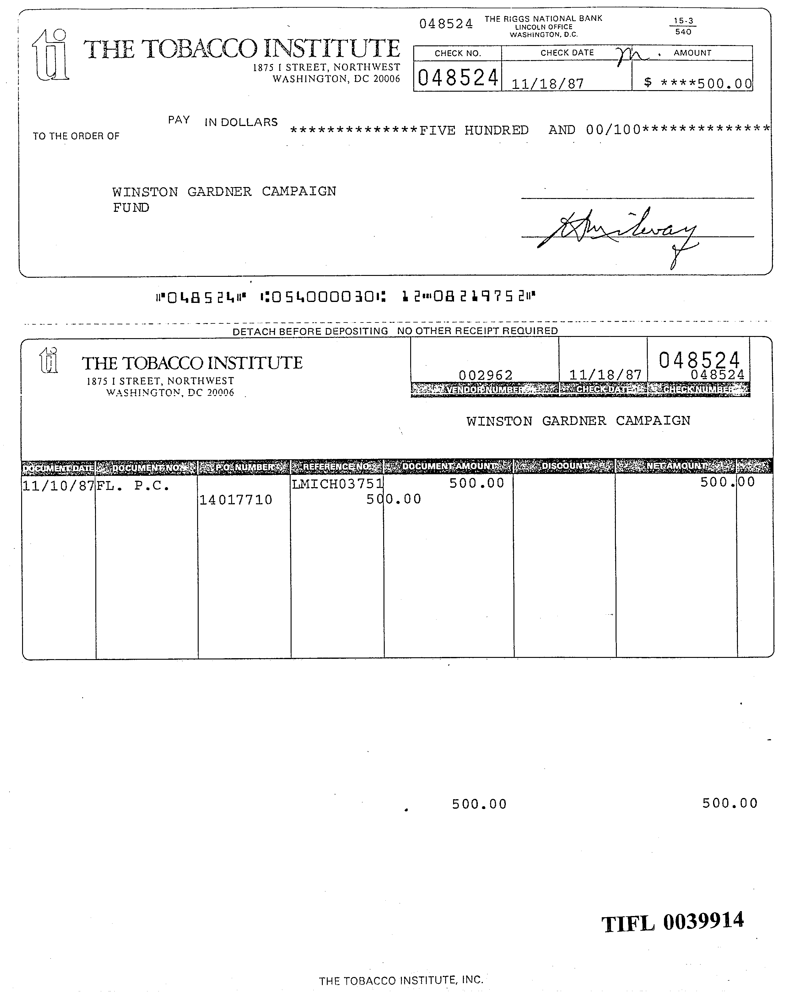 048524 THE RIGGS NATIONAL BANK 15-3
LINCOLN OFFICE 540
WASHINGTON, D.C.
ti THE TOBACCO INSTITUTE
1875 I STREET, NORTHWEST
WASHINGTON, DC 20006
CHECK NO. CHECK DATE AMOUNT
048524 11/18/87 $ ****500.00
PAY IN DOLLARS **************FIVE HUNDRED AND 00/100***************
TO THE ORDER OF
WINSTON GARDNER CAMPAIGN
FUND
⑈048524⑈ ⑆054000030⑆ 12⑉08219752⑈
DETACH BEFORE DEPOSITING NO OTHER RECEIPT REQUIRED
ti THE TOBACCO INSTITUTE
1875 I STREET, NORTHWEST
WASHINGTON, DC 20006
048524
002962 11/18/87 048524
VENDOR NUMBER CHECK DATE CHECK NUMBER
WINSTON GARDNER CAMPAIGN
DOCUMENT DATE DOCUMENT NO. P.O. NUMBER REFERENCE NO. DOCUMENT AMOUNT DISCOUNT NET AMOUNT
11/10/87 FL. P.C. LMICH03751 500.00 500.00
14017710 500.00
500.00 500.00
TIFL 0039914
THE TOBACCO INSTITUTE, INC.